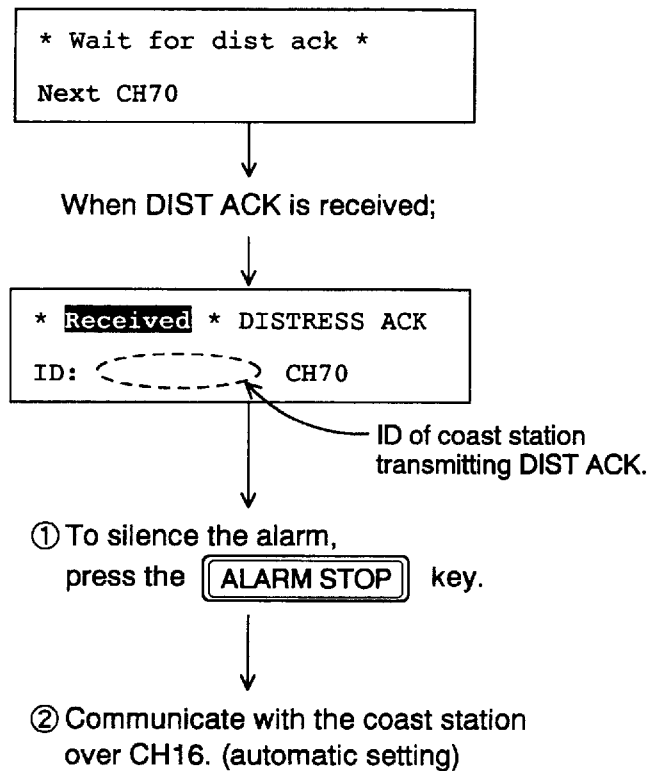 * Wait for dist ack *
Next CH70
When DIST ACK is received;
* Received * DISTRESS ACK
ID: CH70
ID of coast station
transmitting DIST ACK.
① To silence the alarm,
press the ALARM STOP key.
② Communicate with the coast station
over CH16. (automatic setting)